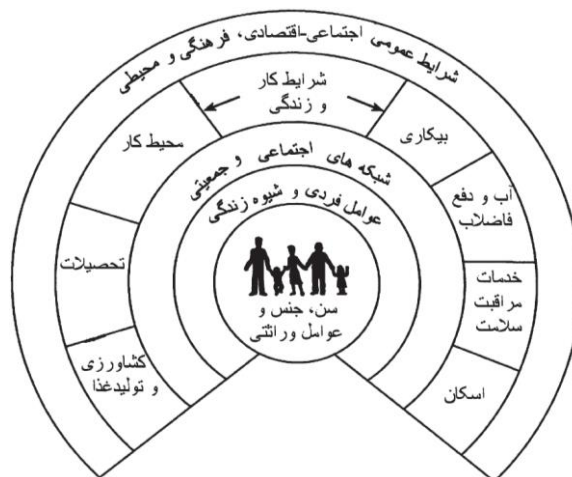 شرایط عمومی اجتماعی-اقتصادی، فرهنگی و محیطی
شرایط کار
و زندگی
محیط کار
بیکاری
شبکه های اجتماعی و جمعیتی
عوامل فردی و شیوه زندگی
آب و دفع
فاضلاب
تحصیلات
خدمات
مراقبت
سلامت
سن، جنس و
عوامل وراثتی
کشاورزی
و تولیدغذا
اسکان